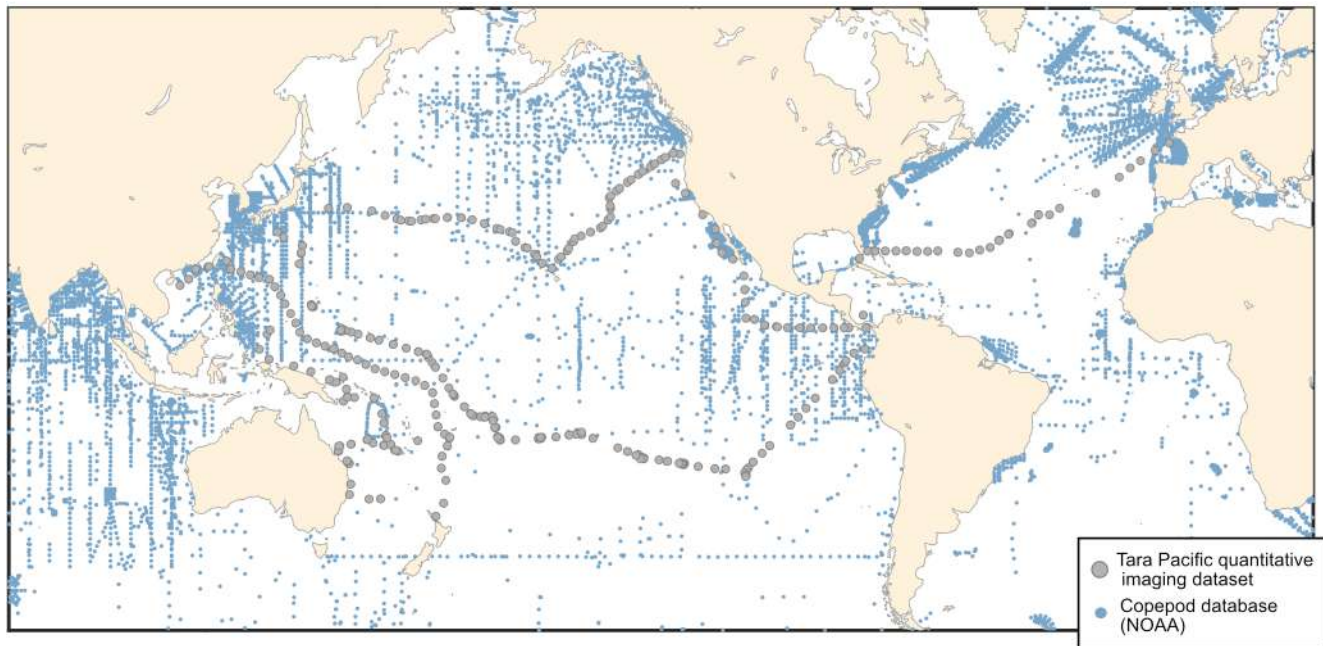 Tara Pacific quantitative
imaging dataset
Copepod database
(NOAA)